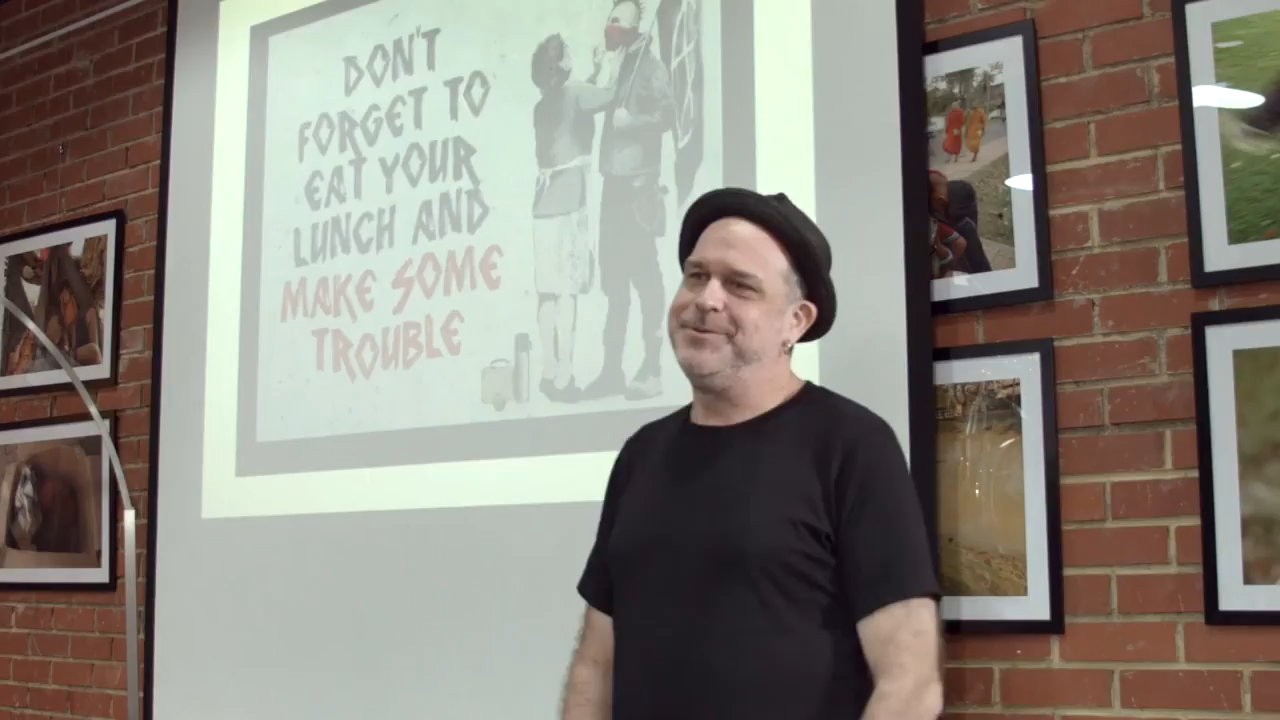 DON'T
FORGET TO
EAT YOUR
LUNCH AND
MAKE SOME
TROUBLE